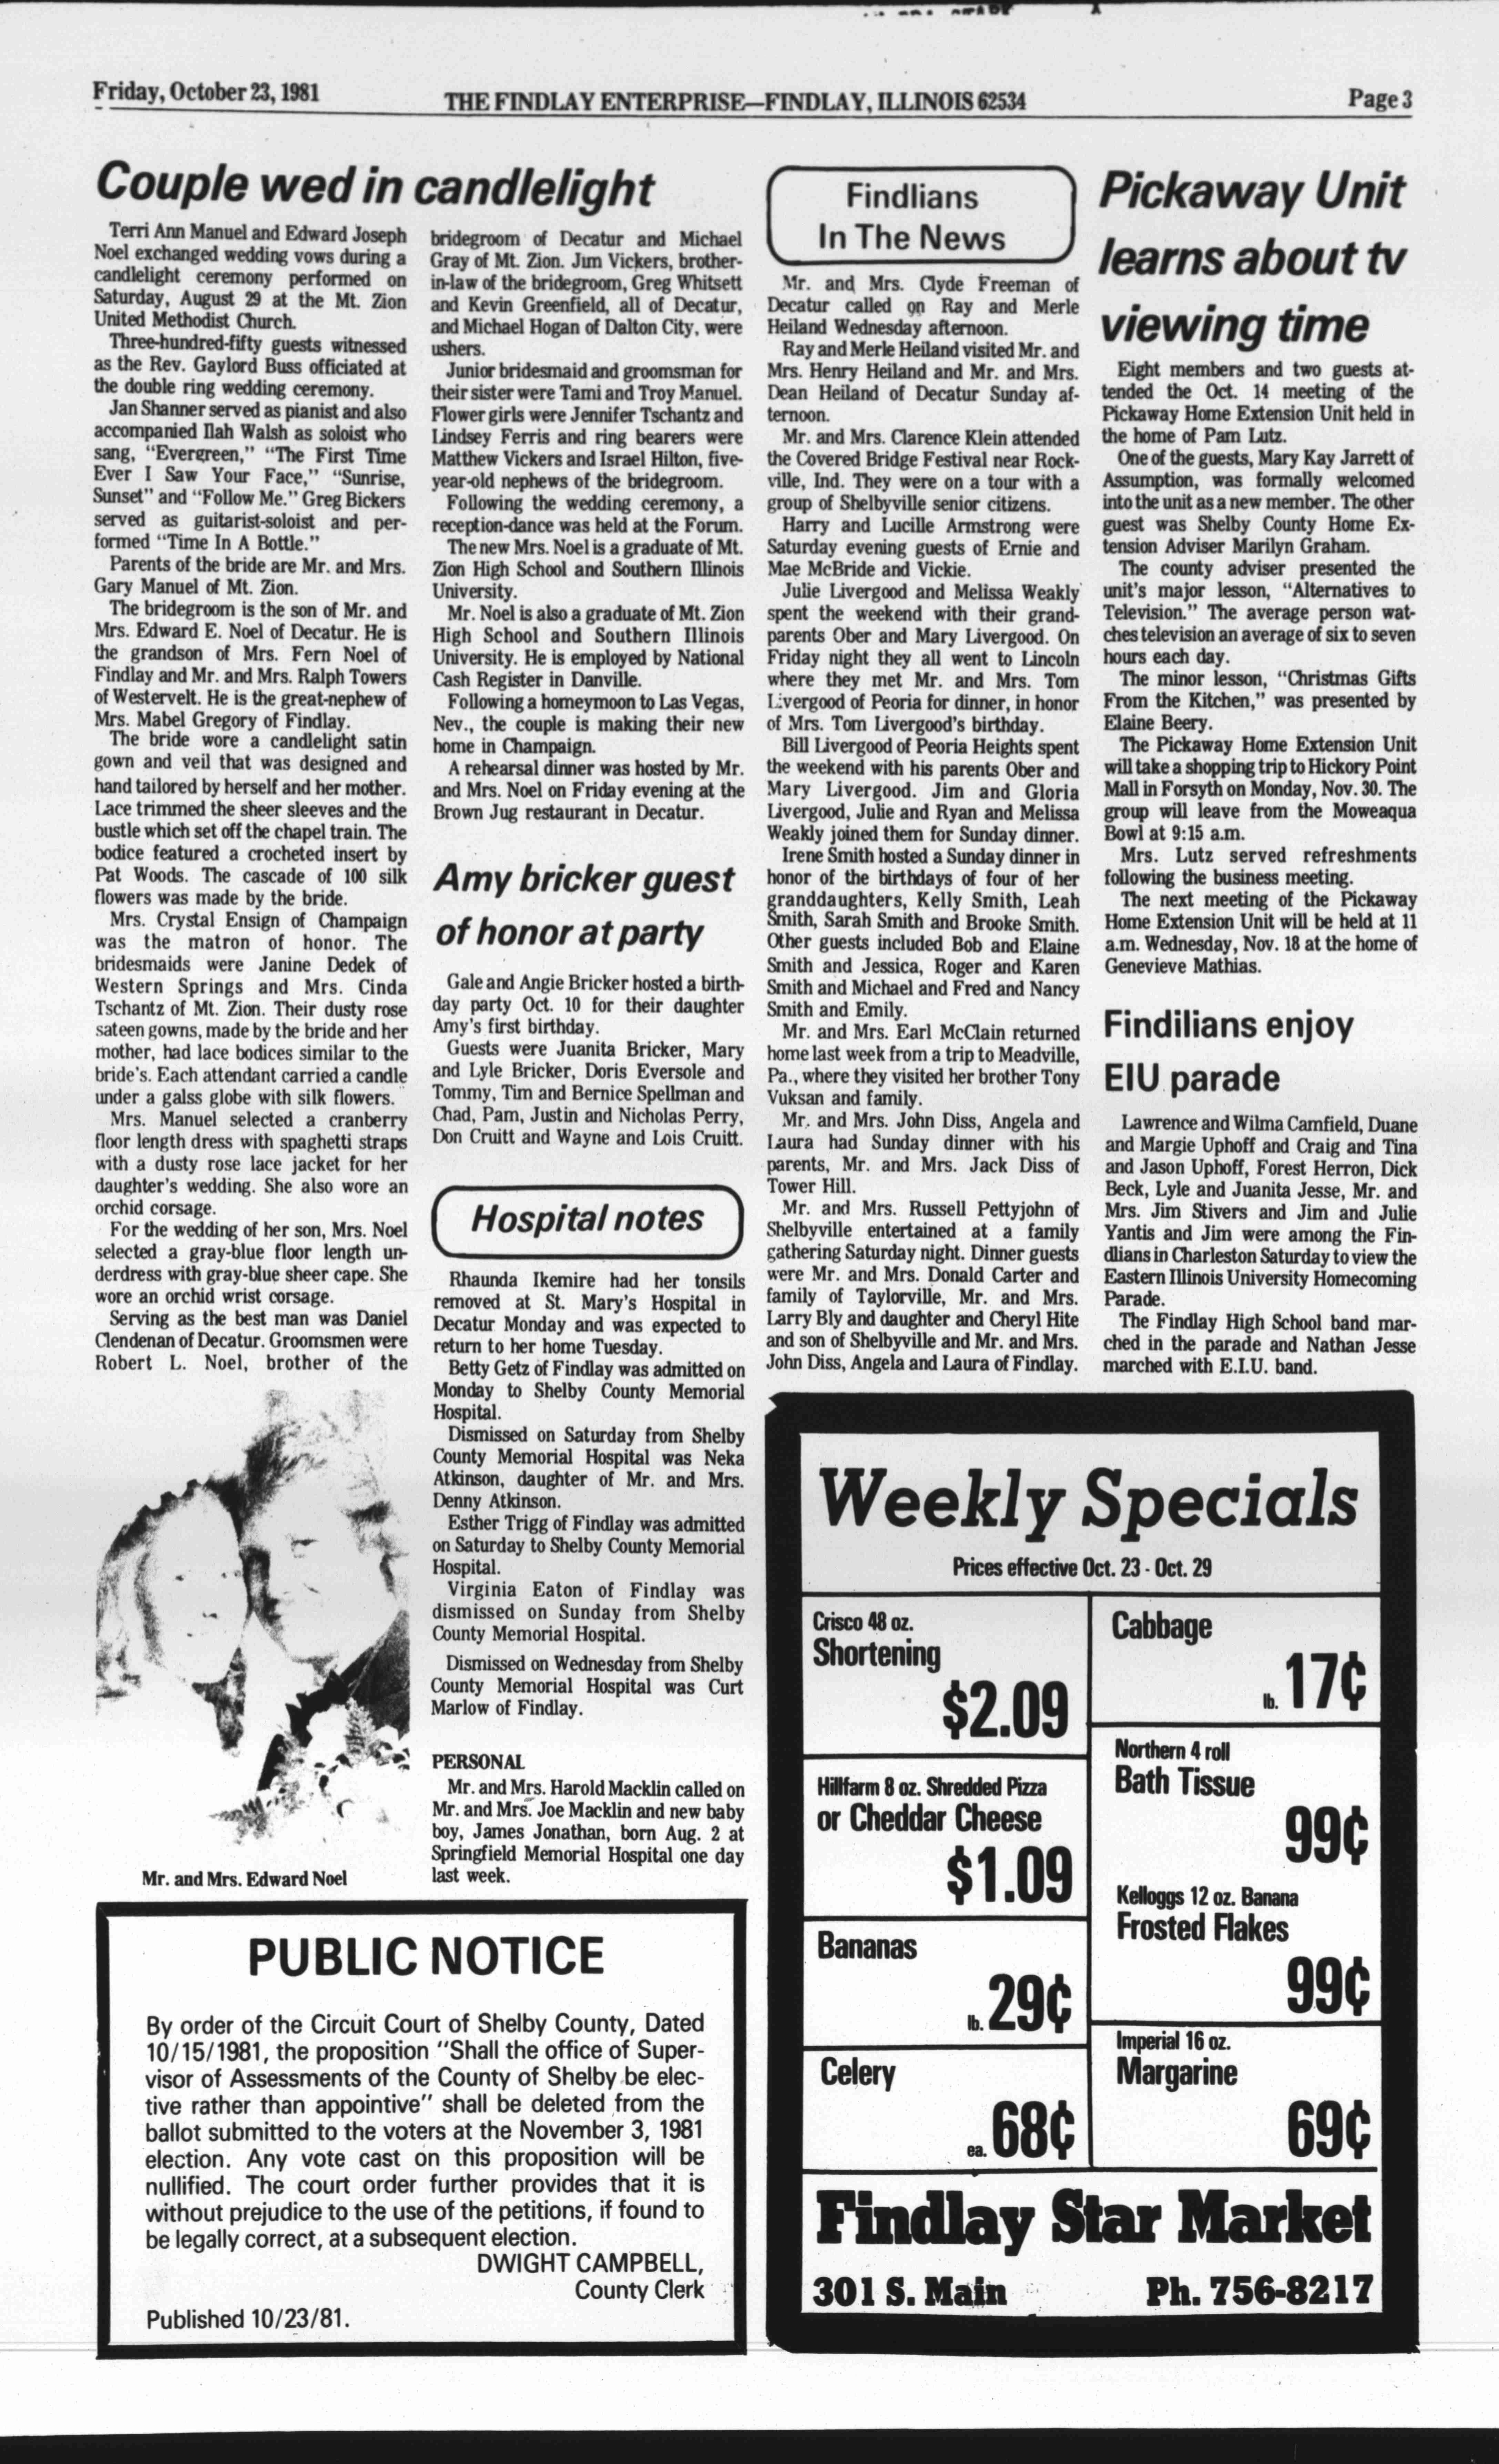 Friday, October 23, 1981
THE FINDLAY ENTERPRISE—FINDLAY, ILLINOIS 62534
Page 3
Couple wed in candlelight
Terri Ann Manuel and Edward Joseph
Noel exchanged wedding vows during a
candlelight ceremony performed on
Saturday, August 29 at the Mt. Zion
United Methodist Church.
Three-hundred-fifty guests witnessed
as the Rev. Gaylord Buss officiated at
the double ring wedding ceremony.
Jan Shanner served as pianist and also
accompanied Ilah Walsh as soloist who
sang, "Evergreen," "The First Time
Ever I Saw Your Face," "Sunrise,
Sunset" and "Follow Me." Greg Bickers
served as guitarist-soloist and per-
formed "Time In A Bottle."
Parents of the bride are Mr. and Mrs.
Gary Manuel of Mt. Zion.
The bridegroom is the son of Mr. and
Mrs. Edward E. Noel of Decatur. He is
the grandson of Mrs. Fern Noel of
Findlay and Mr. and Mrs. Ralph Towers
of Westervelt. He is the great-nephew of
Mrs. Mabel Gregory of Findlay.
The bride wore a candlelight satin
gown and veil that was designed and
hand tailored by herself and her mother.
Lace trimmed the sheer sleeves and the
bustle which set off the chapel train. The
bodice featured a crocheted insert by
Pat Woods. The cascade of 100 silk
flowers was made by the bride.
Mrs. Crystal Ensign of Champaign
was the matron of honor. The
bridesmaids were Janine Dedek of
Western Springs and Mrs. Cinda
Tschantz of Mt. Zion. Their dusty rose
sateen gowns, made by the bride and her
mother, had lace bodices similar to the
bride's. Each attendant carried a candle
under a galss globe with silk flowers.
Mrs. Manuel selected a cranberry
floor length dress with spaghetti straps
with a dusty rose lace jacket for her
daughter's wedding. She also wore an
orchid corsage.
For the wedding of her son, Mrs. Noel
selected a gray-blue floor length un-
derdress with gray-blue sheer cape. She
wore an orchid wrist corsage.
Serving as the best man was Daniel
Clendenan of Decatur. Groomsmen were
Robert L. Noel, brother of the
bridegroom of Decatur and Michael
Gray of Mt. Zion. Jim Vickers, brother-
in-law of the bridegroom, Greg Whitsett
and Kevin Greenfield, all of Decatur,
and Michael Hogan of Dalton City, were
ushers.
Junior bridesmaid and groomsman for
their sister were Tami and Troy Manuel.
Flower girls were Jennifer Tschantz and
Lindsey Ferris and ring bearers were
Matthew Vickers and Israel Hilton, five-
year-old nephews of the bridegroom.
Following the wedding ceremony, a
reception-dance was held at the Forum.
The new Mrs. Noel is a graduate of Mt.
Zion High School and Southern Illinois
University.
Mr. Noel is also a graduate of Mt. Zion
High School and Southern Illinois
University. He is employed by National
Cash Register in Danville.
Following a homeymoon to Las Vegas,
Nev., the couple is making their new
home in Champaign.
A rehearsal dinner was hosted by Mr.
and Mrs. Noel on Friday evening at the
Brown Jug restaurant in Decatur.
Mr. and Mrs. Edward Noel
Amy bricker guest
of honor at party
Gale and Angie Bricker hosted a birth-
day party Oct. 10 for their daughter
Amy's first birthday.
Guests were Juanita Bricker, Mary
and Lyle Bricker, Doris Eversole and
Tommy, Tim and Bernice Spellman and
Chad, Pam, Justin and Nicholas Perry,
Don Cruitt and Wayne and Lois Cruitt.
Hospital notes
Rhaunda Ikemire had her tonsils
removed at St. Mary's Hospital in
Decatur Monday and was expected to
return to her home Tuesday.
Betty Getz of Findlay was admitted on
Monday to Shelby County Memorial
Hospital.
Dismissed on Saturday from Shelby
County Memorial Hospital was Neka
Atkinson, daughter of Mr. and Mrs.
Denny Atkinson.
Esther Trigg of Findlay was admitted
on Saturday to Shelby County Memorial
Hospital.
Virginia Eaton of Findlay was
dismissed on Sunday from Shelby
County Memorial Hospital.
Dismissed on Wednesday from Shelby
County Memorial Hospital was Curt
Marlow of Findlay.
PERSONAL
Mr. and Mrs. Harold Macklin called on
Mr. and Mrs. Joe Macklin and new baby
boy, James Jonathan, born Aug. 2 at
Springfield Memorial Hospital one day
last week.
PUBLIC NOTICE
By order of the Circuit Court of Shelby County, Dated
10/15/1981, the proposition "Shall the office of Super-
visor of Assessments of the County of Shelby be elec-
tive rather than appointive" shall be deleted from the
ballot submitted to the voters at the November 3, 1981
election. Any vote cast on this proposition will be
nullified. The court order further provides that it is
without prejudice to the use of the petitions, if found to
be legally correct, at a subsequent election.
DWIGHT CAMPBELL,
County Clerk
Published 10/23/81.
Findlians
In The News
Mr. and Mrs. Clyde Freeman of
Decatur called on Ray and Merle
Heiland Wednesday afternoon.
Ray and Merle Heiland visited Mr. and
Mrs. Henry Heiland and Mr. and Mrs.
Dean Heiland of Decatur Sunday af-
ternoon.
Mr. and Mrs. Clarence Klein attended
the Covered Bridge Festival near Rock-
ville, Ind. They were on a tour with a
group of Shelbyville senior citizens.
Harry and Lucille Armstrong were
Saturday evening guests of Ernie and
Mae McBride and Vickie.
Julie Livergood and Melissa Weakly
spent the weekend with their grand-
parents Ober and Mary Livergood. On
Friday night they all went to Lincoln
where they met Mr. and Mrs. Tom
Livergood of Peoria for dinner, in honor
of Mrs. Tom Livergood's birthday.
Bill Livergood of Peoria Heights spent
the weekend with his parents Ober and
Mary Livergood. Jim and Gloria
Livergood, Julie and Ryan and Melissa
Weakly joined them for Sunday dinner.
Irene Smith hosted a Sunday dinner in
honor of the birthdays of four of her
granddaughters, Kelly Smith, Leah
Smith, Sarah Smith and Brooke Smith.
Other guests included Bob and Elaine
Smith and Jessica, Roger and Karen
Smith and Michael and Fred and Nancy
Smith and Emily.
Mr. and Mrs. Earl McClain returned
home last week from a trip to Meadville,
Pa., where they visited her brother Tony
Vuksan and family.
Mr. and Mrs. John Diss, Angela and
Laura had Sunday dinner with his
parents, Mr. and Mrs. Jack Diss of
Tower Hill.
Mr. and Mrs. Russell Pettyjohn of
Shelbyville entertained at a family
gathering Saturday night. Dinner guests
were Mr. and Mrs. Donald Carter and
family of Taylorville, Mr. and Mrs.
Larry Bly and daughter and Cheryl Hite
and son of Shelbyville and Mr. and Mrs.
John Diss, Angela and Laura of Findlay.
Pickaway Unit
learns about tv
viewing time
Eight members and two guests at-
tended the Oct. 14 meeting of the
Pickaway Home Extension Unit held in
the home of Pam Lutz.
One of the guests, Mary Kay Jarrett of
Assumption, was formally welcomed
into the unit as a new member. The other
guest was Shelby County Home Ex-
tension Adviser Marilyn Graham.
The county adviser presented the
unit's major lesson, "Alternatives to
Television." The average person wat-
ches television an average of six to seven
hours each day.
The minor lesson, "Christmas Gifts
From the Kitchen," was presented by
Elaine Beery.
The Pickaway Home Extension Unit
will take a shopping trip to Hickory Point
Mall in Forsyth on Monday, Nov. 30. The
group will leave from the Moweaqua
Bowl at 9:15 a.m.
Mrs. Lutz served refreshments
following the business meeting.
The next meeting of the Pickaway
Home Extension Unit will be held at 11
a.m. Wednesday, Nov. 18 at the home of
Genevieve Mathias.
Findilians enjoy
EIU parade
Lawrence and Wilma Camfield, Duane
and Margie Uphoff and Craig and Tina
and Jason Uphoff, Forest Herron, Dick
Beck, Lyle and Juanita Jesse, Mr. and
Mrs. Jim Stivers and Jim and Julie
Yantis and Jim were among the Fin-
dlians in Charleston Saturday to view the
Eastern Illinois University Homecoming
Parade.
The Findlay High School band mar-
ched in the parade and Nathan Jesse
marched with E.I.U. band.
Weekly Specials
Prices effective Oct. 23 - Oct. 29
Crisco 48 oz.
Shortening
$2.09
Hillfarm 8 oz. Shredded Pizza
or Cheddar Cheese
$1.09
Bananas
lb. 29¢
Celery
ea. 68¢
Cabbage
lb. 17¢
Northern 4 roll
Bath Tissue
99¢
Kelloggs 12 oz. Banana
Frosted Flakes
99¢
Imperial 16 oz.
Margarine
69¢
Findlay Star Market
301 S. Main
Ph. 756-8217